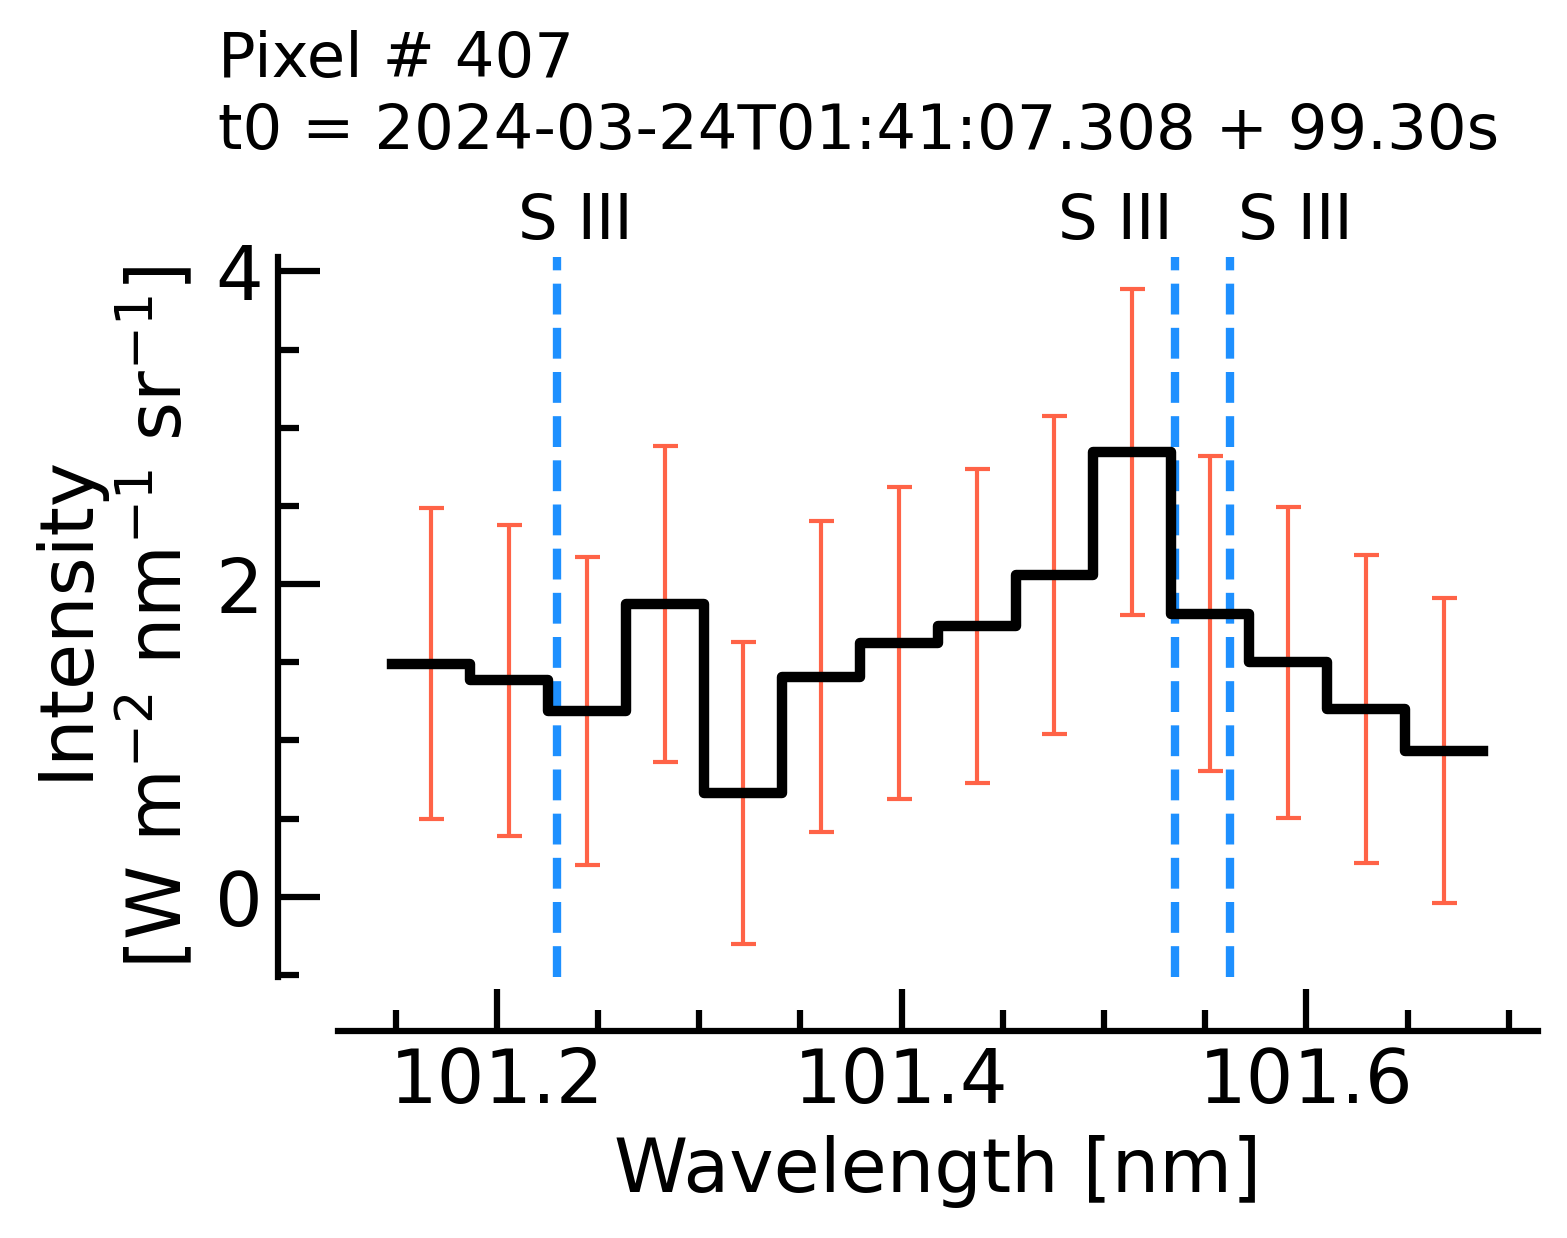 Pixel # 407
t0 = 2024-03-24T01:41:07.308 + 99.30s
S III S III S III
Intensity
[W m⁻² nm⁻¹ sr⁻¹]
4
2
0
101.2 101.4 101.6
Wavelength [nm]